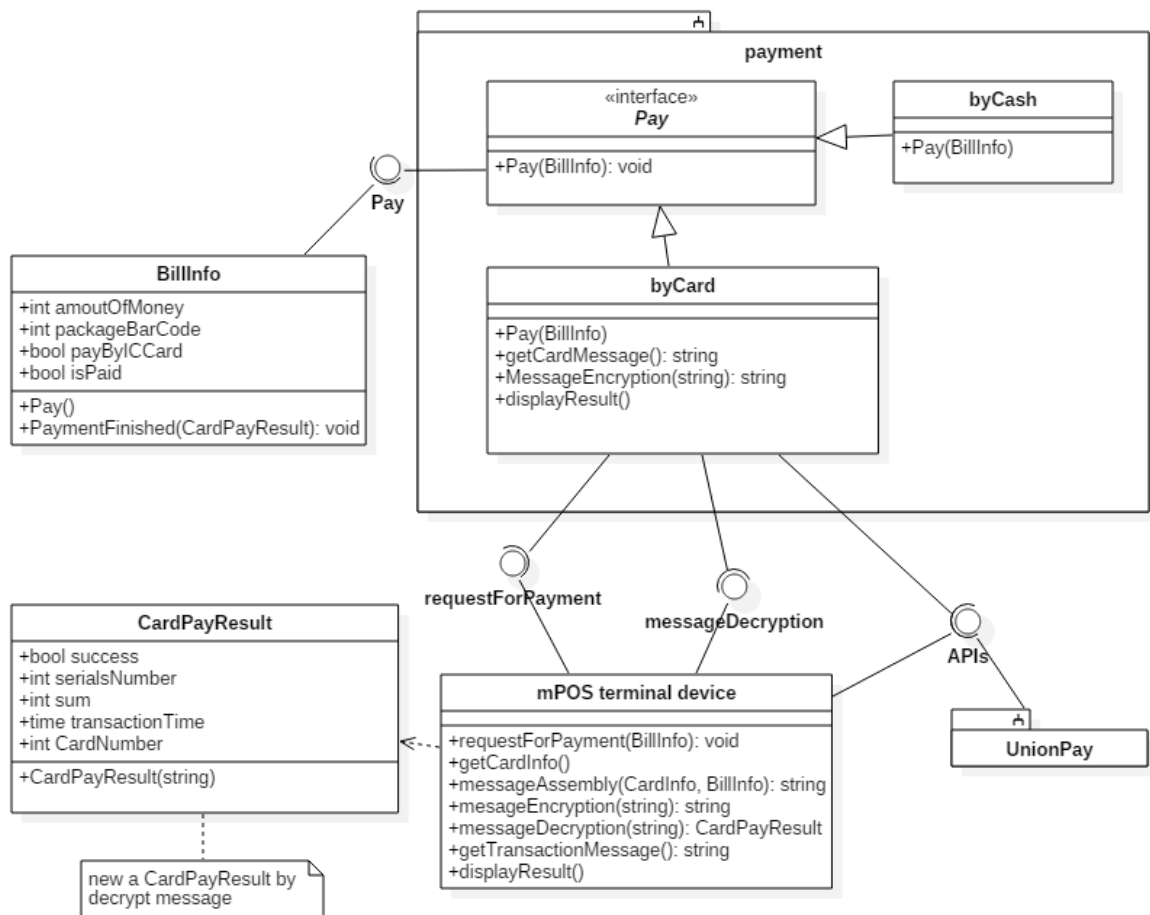 payment
«interface»
Pay
+Pay(BillInfo): void
byCash
+Pay(BillInfo)
Pay
BillInfo
+int amoutOfMoney
+int packageBarCode
+bool payByICCard
+bool isPaid
+Pay()
+PaymentFinished(CardPayResult): void
byCard
+Pay(BillInfo)
+getCardMessage(): string
+MessageEncryption(string): string
+displayResult()
requestForPayment
messageDecryption
APIs
CardPayResult
+bool success
+int serialsNumber
+int sum
+time transactionTime
+int CardNumber
+CardPayResult(string)
new a CardPayResult by
decrypt message
mPOS terminal device
+requestForPayment(BillInfo): void
+getCardInfo()
+messageAssembly(CardInfo, BillInfo): string
+mesageEncryption(string): string
+messageDecryption(string): CardPayResult
+getTransactionMessage(): string
+displayResult()
UnionPay